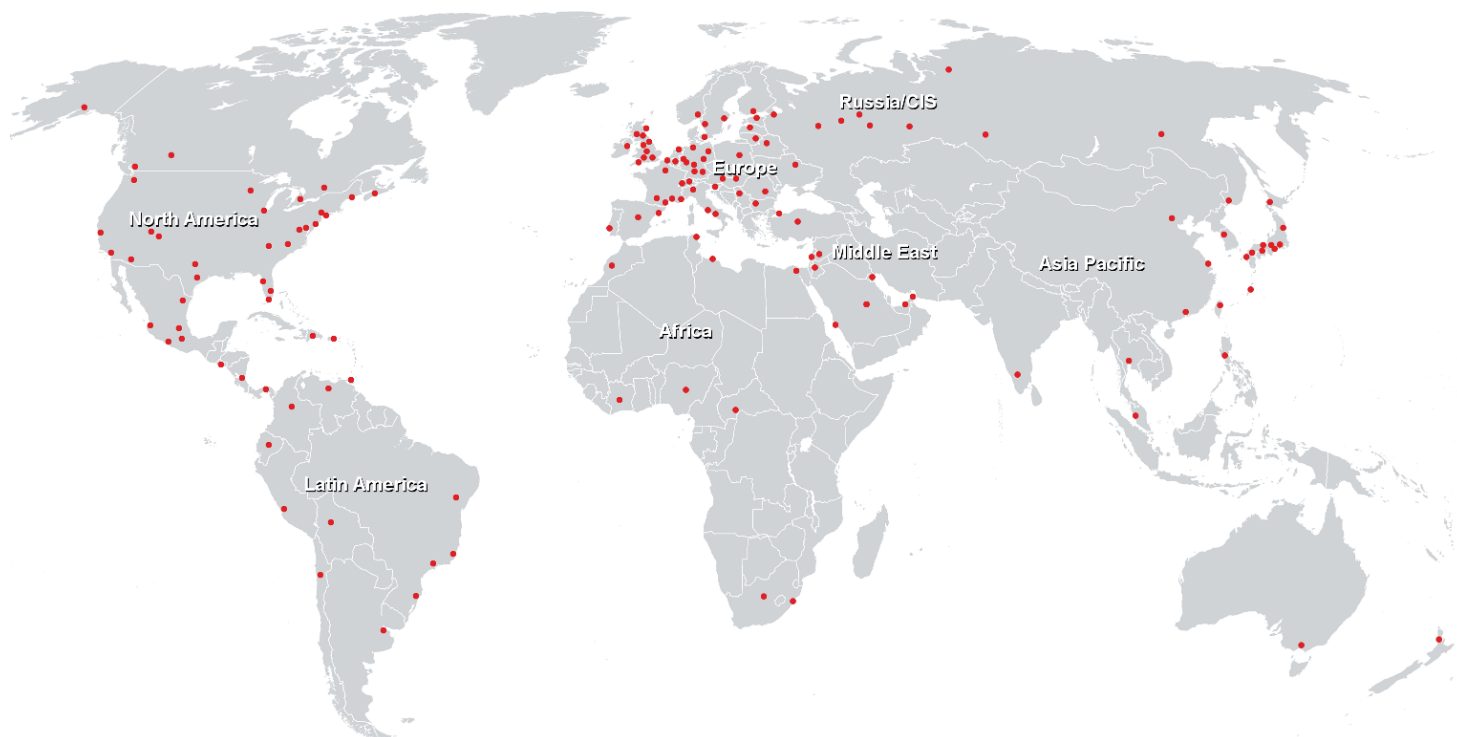 Russia/CIS
Europe
North America
Middle East
Asia Pacific
Africa
Latin America